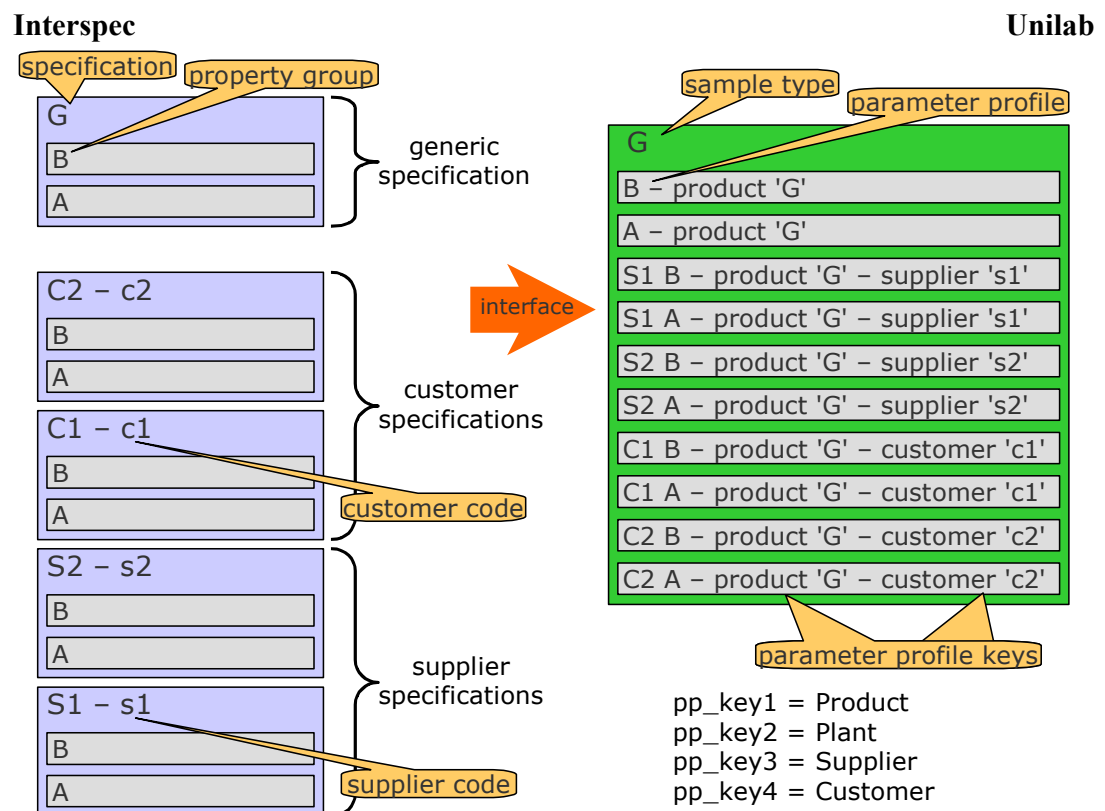 Interspec
Unilab
specification
property group
G
B
A
generic
specification
C2 – c2
B
A
C1 – c1
B
A
customer
specifications
customer code
S2 – s2
B
A
S1 – s1
B
A
supplier
specifications
supplier code
interface
sample type
parameter profile
G
B – product 'G'
A – product 'G'
S1 B – product 'G' – supplier 's1'
S1 A – product 'G' – supplier 's1'
S2 B – product 'G' – supplier 's2'
S2 A – product 'G' – supplier 's2'
C1 B – product 'G' – customer 'c1'
C1 A – product 'G' – customer 'c1'
C2 B – product 'G' – customer 'c2'
C2 A – product 'G' – customer 'c2'
parameter profile keys
pp_key1 = Product
pp_key2 = Plant
pp_key3 = Supplier
pp_key4 = Customer